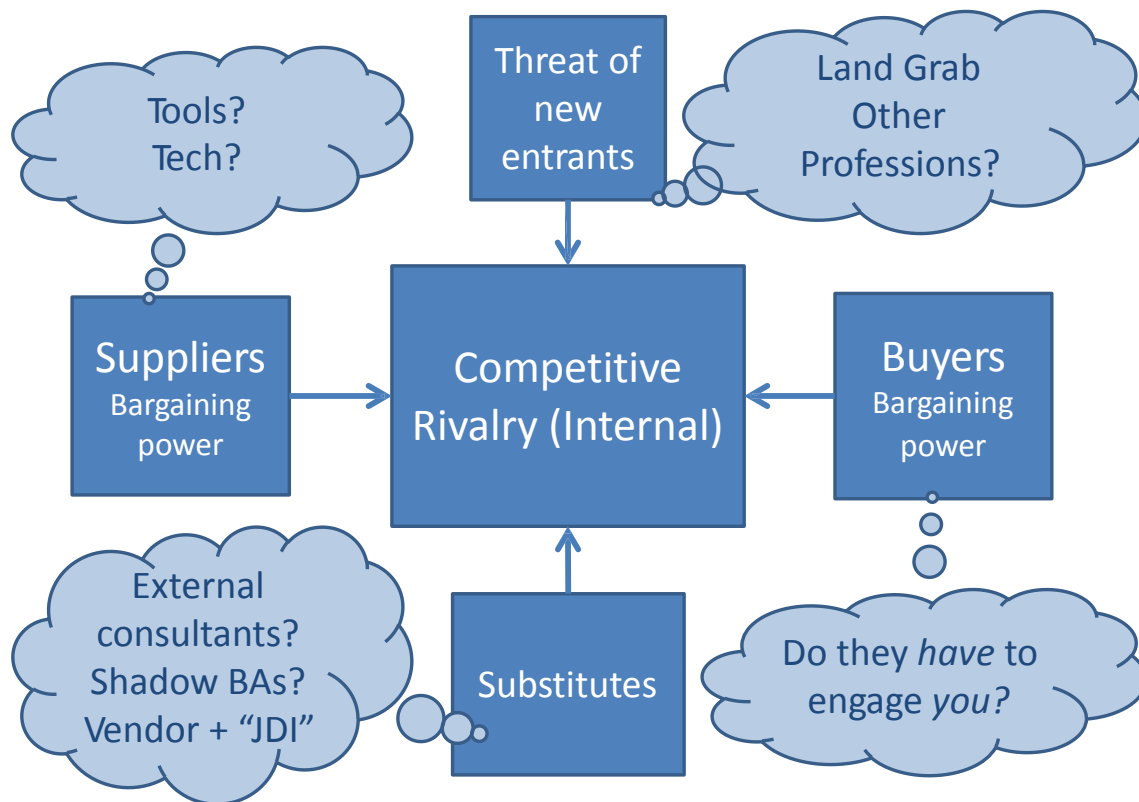 Tools?
Tech?
Threat of
new
entrants
Land Grab
Other
Professions?
Suppliers
Bargaining
power
Competitive
Rivalry (Internal)
Buyers
Bargaining
power
External
consultants?
Shadow BAs?
Vendor + “JDI”
Substitutes
Do they have to
engage you?